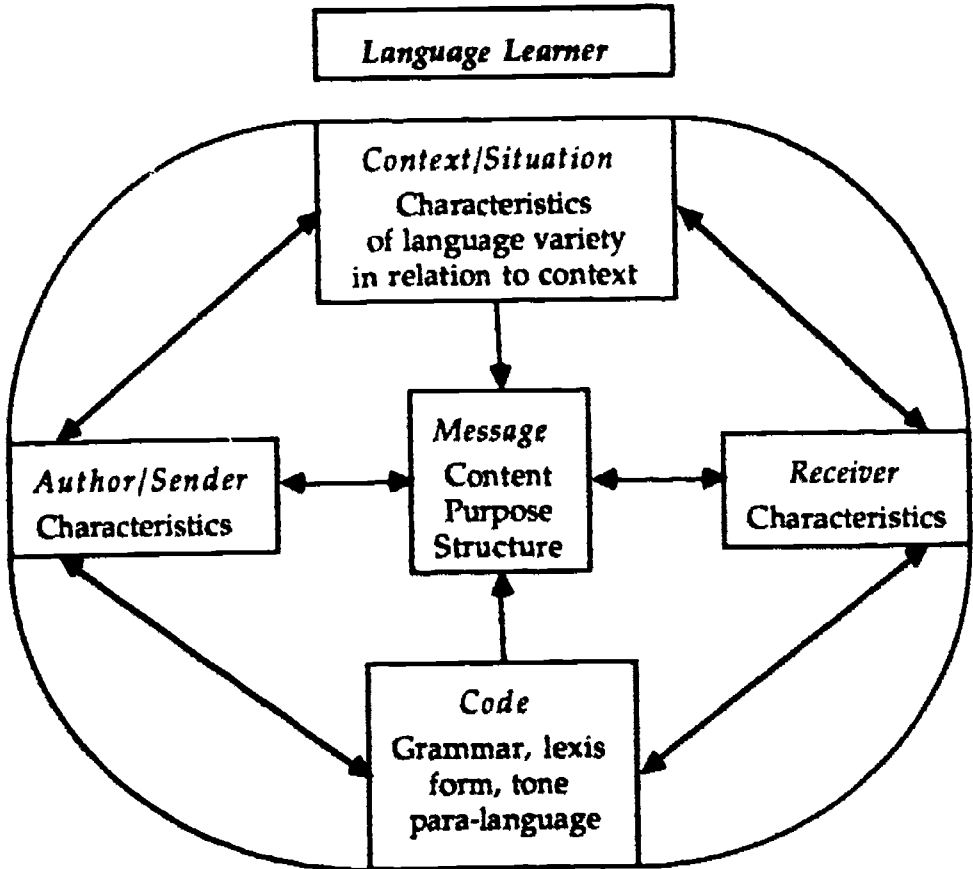 Language Learner
Context/Situation
Characteristics
of language variety
in relation to context
Message
Content
Purpose
Structure
Author/Sender
Characteristics
Receiver
Characteristics
Code
Grammar, lexis
form, tone
para-language